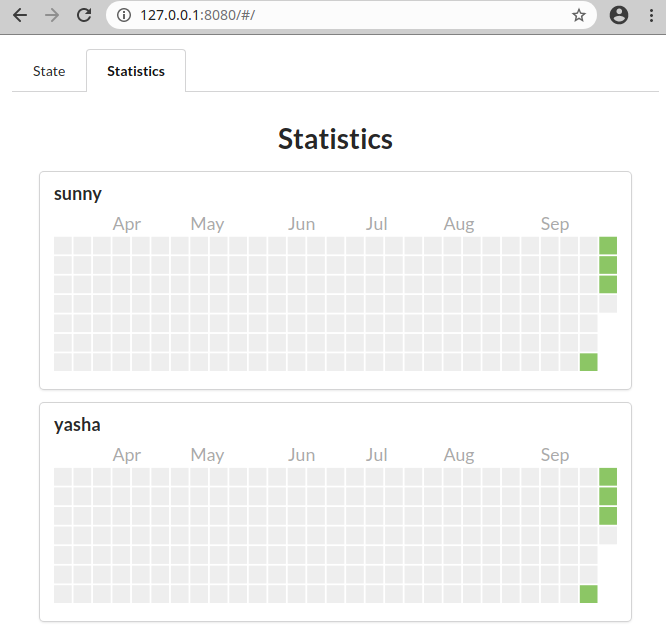 127.0.0.1:8080/#/
State Statistics
Statistics
sunny
Apr May Jun Jul Aug Sep
yasha
Apr May Jun Jul Aug Sep